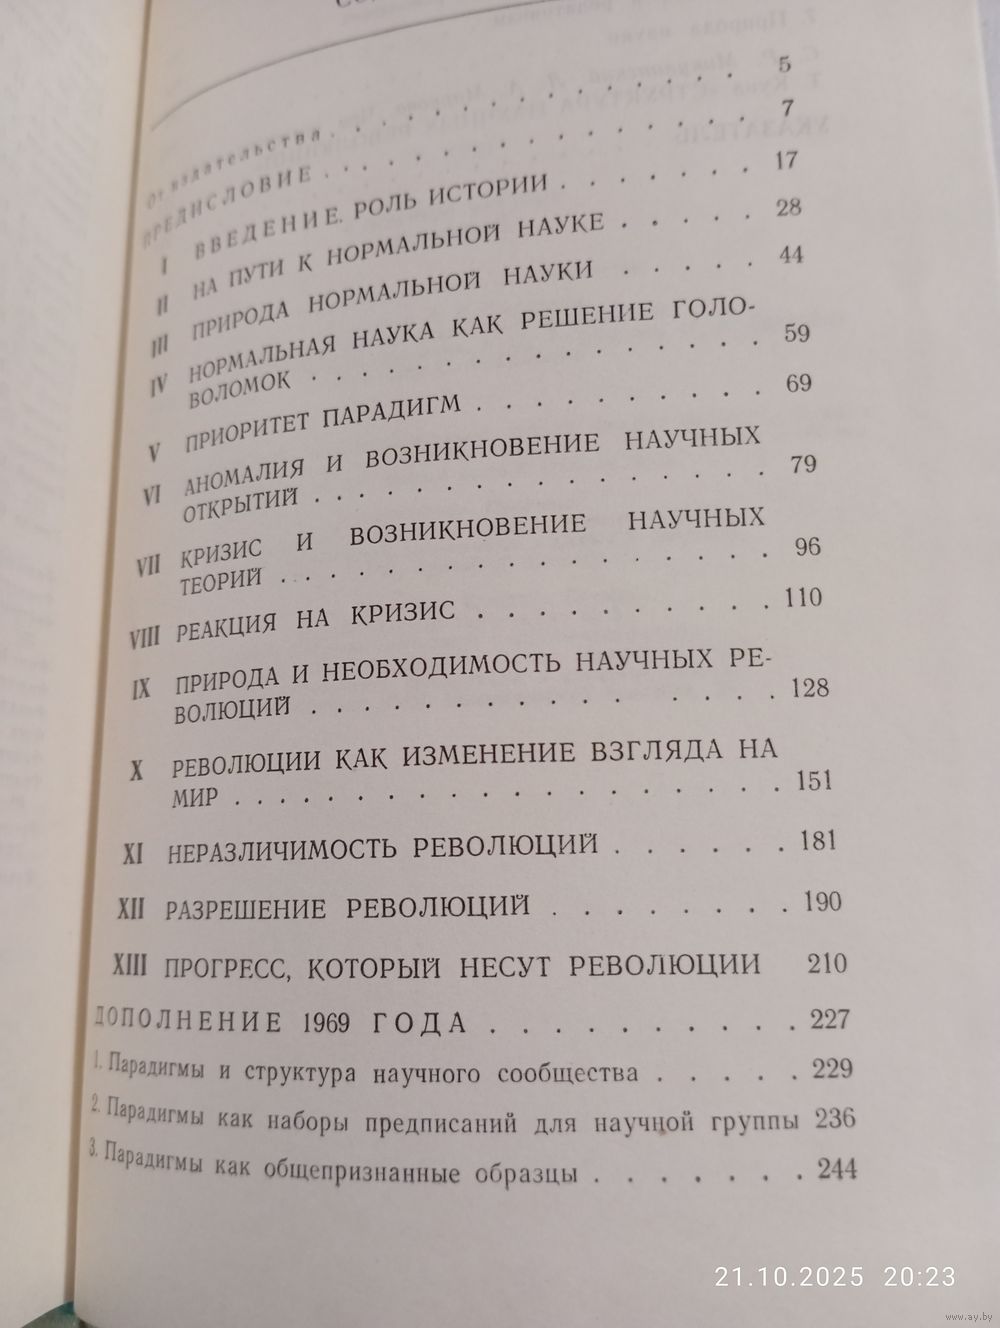 От издательства . . . . . . . . . . . . . . . 5
ПРЕДИСЛОВИЕ . . . . . . . . . . . . . . . 7
I ВВЕДЕНИЕ. РОЛЬ ИСТОРИИ . . . . . . . 17
II НА ПУТИ К НОРМАЛЬНОЙ НАУКЕ . . . . . 28
III ПРИРОДА НОРМАЛЬНОЙ НАУКИ . . . . . 44
IV НОРМАЛЬНАЯ НАУКА КАК РЕШЕНИЕ ГОЛО-
ВОЛОМОК . . . . . . . . . . . . . . . 59
V ПРИОРИТЕТ ПАРАДИГМ . . . . . . . . . . 69
VI АНОМАЛИЯ И ВОЗНИКНОВЕНИЕ НАУЧНЫХ
ОТКРЫТИЙ . . . . . . . . . . . . . . . 79
VII КРИЗИС И ВОЗНИКНОВЕНИЕ НАУЧНЫХ
ТЕОРИЙ . . . . . . . . . . . . . . . . 96
VIII РЕАКЦИЯ НА КРИЗИС . . . . . . . . . . . 110
IX ПРИРОДА И НЕОБХОДИМОСТЬ НАУЧНЫХ РЕ-
ВОЛЮЦИЙ . . . . . . . . . . . . . . . . 128
X РЕВОЛЮЦИИ КАК ИЗМЕНЕНИЕ ВЗГЛЯДА НА
МИР . . . . . . . . . . . . . . . . . . . . 151
XI НЕРАЗЛИЧИМОСТЬ РЕВОЛЮЦИЙ . . . . . . 181
XII РАЗРЕШЕНИЕ РЕВОЛЮЦИЙ . . . . . . . . 190
XIII ПРОГРЕСС, КОТОРЫЙ НЕСУТ РЕВОЛЮЦИИ 210
ДОПОЛНЕНИЕ 1969 ГОДА . . . . . . . . . . . 227
1. Парадигмы и структура научного сообщества . . . . . 229
2. Парадигмы как наборы предписаний для научной группы 236
3. Парадигмы как общепризнанные образцы . . . . . . . 244
21.10.2025 20:23
www.ay.by